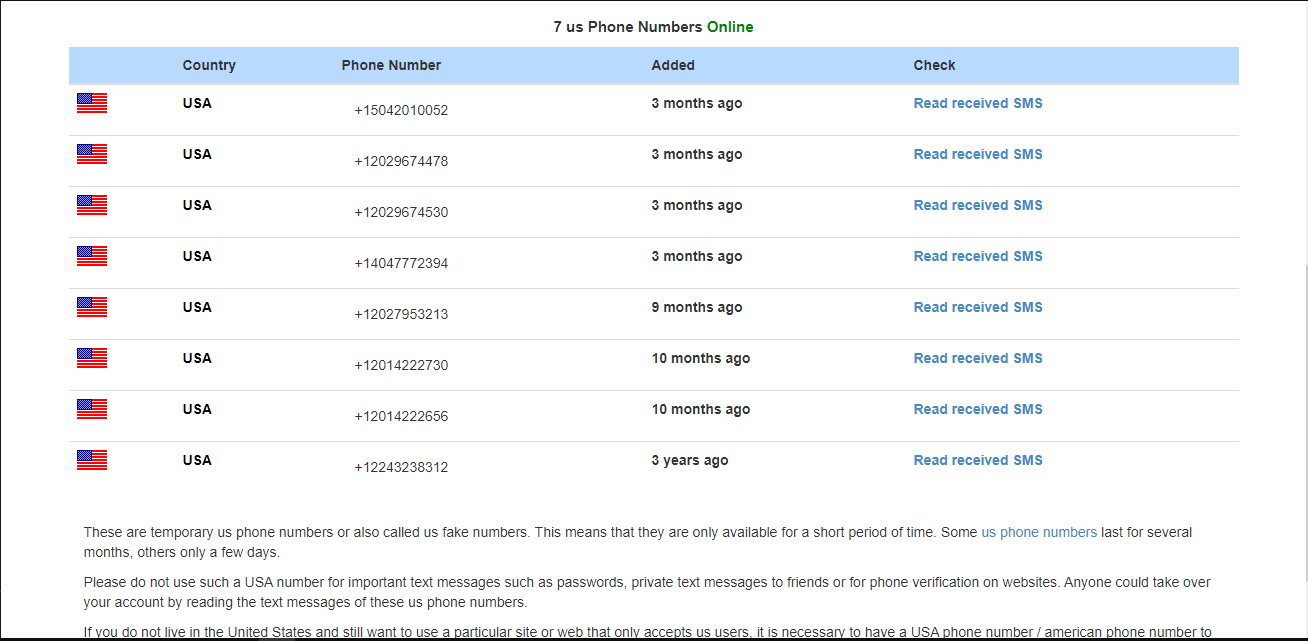 7 us Phone Numbers Online
Country Phone Number Added Check
USA +15042010052 3 months ago Read received SMS
USA +12029674478 3 months ago Read received SMS
USA +12029674530 3 months ago Read received SMS
USA +14047772394 3 months ago Read received SMS
USA +12027953213 9 months ago Read received SMS
USA +12014222730 10 months ago Read received SMS
USA +12014222656 10 months ago Read received SMS
USA +12243238312 3 years ago Read received SMS
These are temporary us phone numbers or also called us fake numbers. This means that they are only available for a short period of time. Some us phone numbers last for several
months, others only a few days.
Please do not use such a USA number for important text messages such as passwords, private text messages to friends or for phone verification on websites. Anyone could take over
your account by reading the text messages of these us phone numbers.
If you do not live in the United States and still want to use a particular site or web that only accepts us users, it is necessary to have a USA phone number / american phone number to